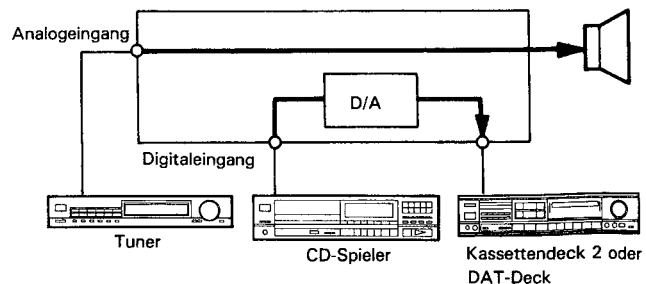 Analogeingang
D/A
Digitaleingang
Tuner
CD-Spieler
Kassettendeck 2 oder
DAT-Deck